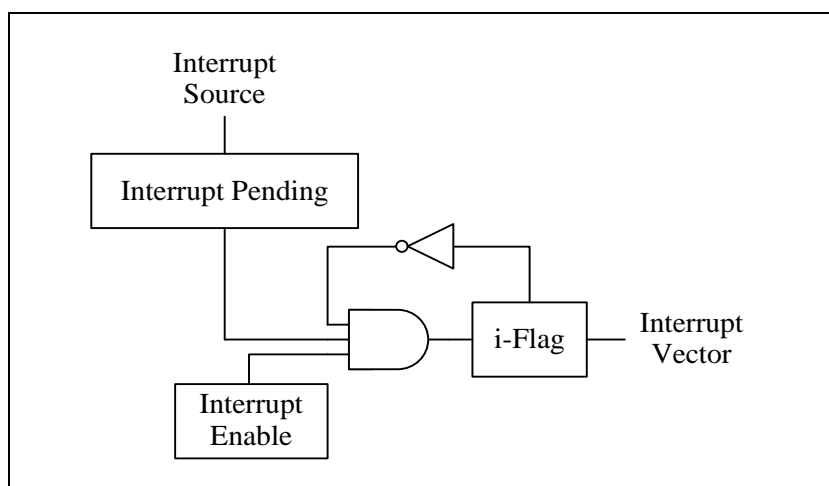 Interrupt
Source
Interrupt Pending
i-Flag
Interrupt
Vector
Interrupt
Enable